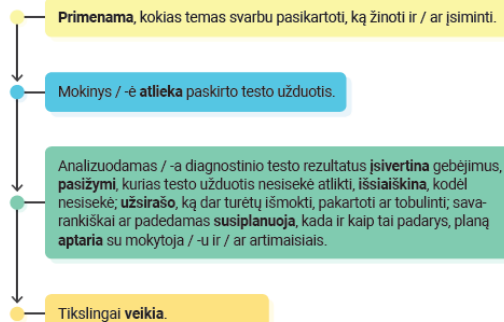 Primenama, kokias temas svarbu pasikartoti, ką žinoti ir / ar įsiminti.
Mokinys / -ė atlieka paskirto testo užduotis.
Analizuodamas / -a diagnostinio testo rezultatus įsivertina gebėjimus,
pasižymi, kurias testo užduotis nesisekė atlikti, išsiaiškina, kodėl
nesisekė; užsirašo, ką dar turėtų išmokti, pakartoti ar tobulinti; sava-
rankiškai ar padedamas susiplanuoja, kada ir kaip tai padarys, planą
aptaria su mokytoja / -u ir / ar artimaisiais.
Tikslingai veikia.